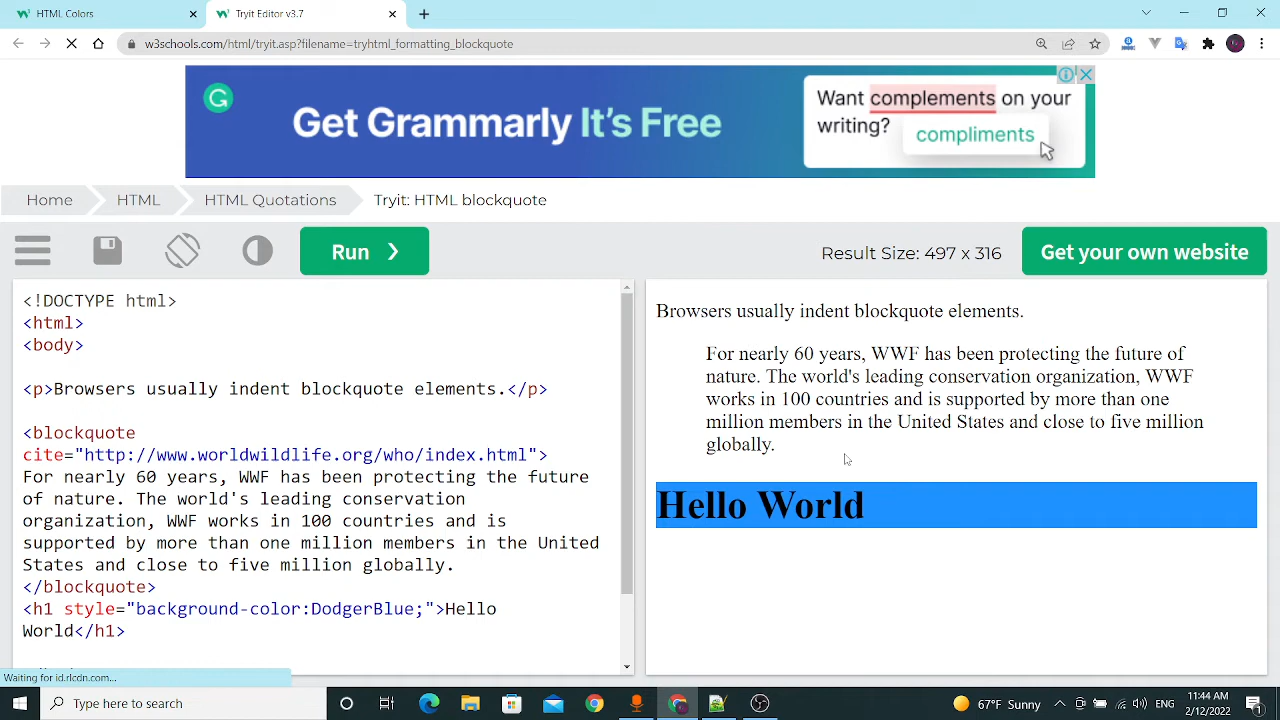 HTML Colors
Tryit Editor v3.7
w3schools.com/html/tryit.asp?filename=tryhtml_formatting_blockquote
Get Grammarly It's Free
Want complements on your
writing?
compliments
Home
HTML
HTML Quotations
Tryit: HTML blockquote
Run ❯
Result Size: 497 x 316
Get your own website
<!DOCTYPE html>
<html>
<body>
<p>Browsers usually indent blockquote elements.</p>
<blockquote
cite="http://www.worldwildlife.org/who/index.html">
For nearly 60 years, WWF has been protecting the future
of nature. The world's leading conservation
organization, WWF works in 100 countries and is
supported by more than one million members in the United
States and close to five million globally.
</blockquote>
<h1 style="background-color:DodgerBlue;">Hello
World</h1>
Browsers usually indent blockquote elements.
For nearly 60 years, WWF has been protecting the future of
nature. The world's leading conservation organization, WWF
works in 100 countries and is supported by more than one
million members in the United States and close to five million
globally.
Hello World
Waiting for id.rlcdn.com...
Type here to search
67°F Sunny
11:44 AM
2/12/2022